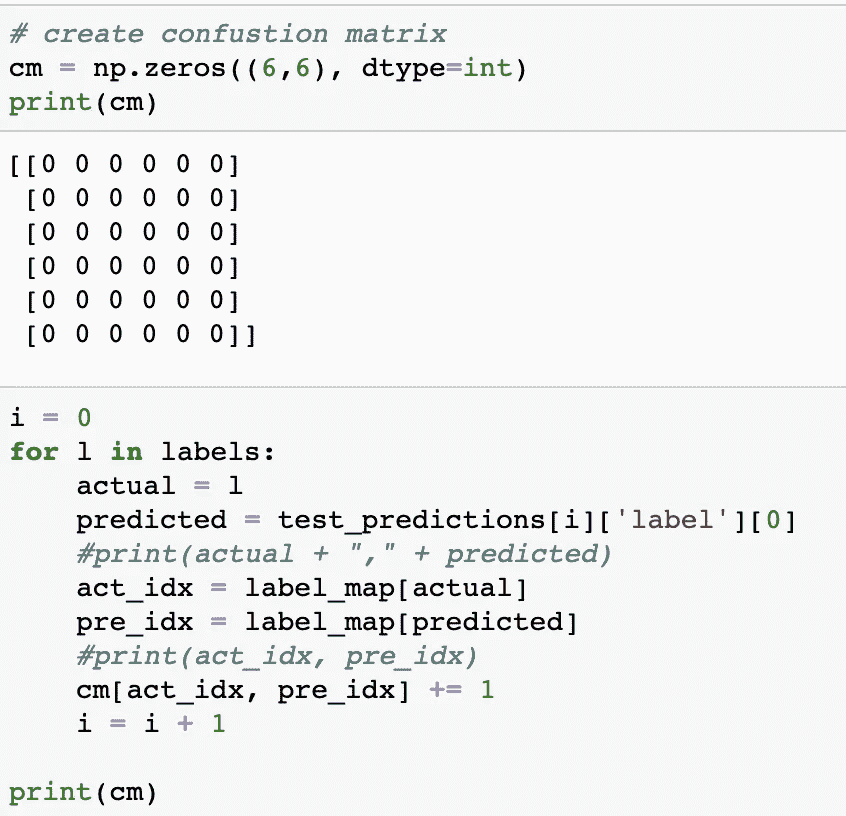 # create confustion matrix
cm = np.zeros((6,6), dtype=int)
print(cm)
[[0 0 0 0 0 0]
 [0 0 0 0 0 0]
 [0 0 0 0 0 0]
 [0 0 0 0 0 0]
 [0 0 0 0 0 0]
 [0 0 0 0 0 0]]
i = 0
for l in labels:
    actual = l
    predicted = test_predictions[i]['label'][0]
    #print(actual + "," + predicted)
    act_idx = label_map[actual]
    pre_idx = label_map[predicted]
    #print(act_idx, pre_idx)
    cm[act_idx, pre_idx] += 1
    i = i + 1
print(cm)